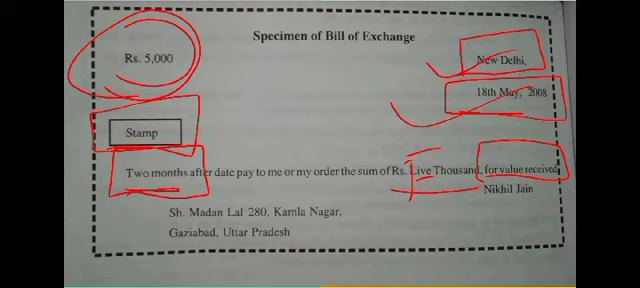 Specimen of Bill of Exchange
Rs. 5,000
New Delhi,
18th May, 2008
Stamp
Two months after date pay to me or my order the sum of Rs. Live Thousand, for value received
Nikhil Jain
Sh. Madan Lal 280, Kamla Nagar,
Gaziabad, Uttar Pradesh